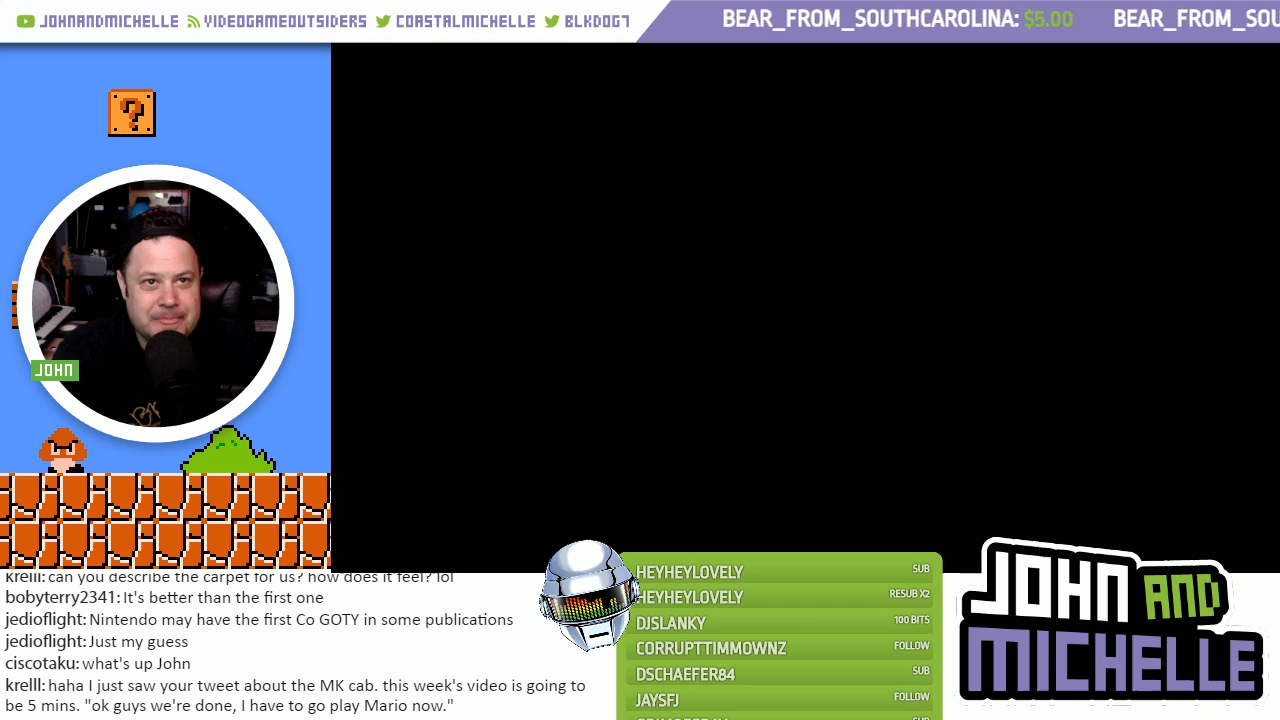 JOHNANDMICHELLE VIDEOGAMEOUTSIDERS COASTALMICHELLE BLKDOG7
BEAR_FROM_SOUTHCAROLINA: $5.00 BEAR_FROM_SOU
?
JOHN
krelll: can you describe the carpet for us? how does it feel? lol
bobyterry2341: It's better than the first one
jedioflight: Nintendo may have the first Co GOTY in some publications
jedioflight: Just my guess
ciscotaku: what's up John
krelll: haha I just saw your tweet about the MK cab. this week's video is going to
be 5 mins. "ok guys we're done, I have to go play Mario now."
HEYHEYLOVELY SUB
HEYHEYLOVELY RESUB X2
DJSLANKY 100 BITS
CORRUPTTIMMOWNZ FOLLOW
DSCHAEFER84 SUB
JAYSFJ FOLLOW
JOHN AND
MICHELLE